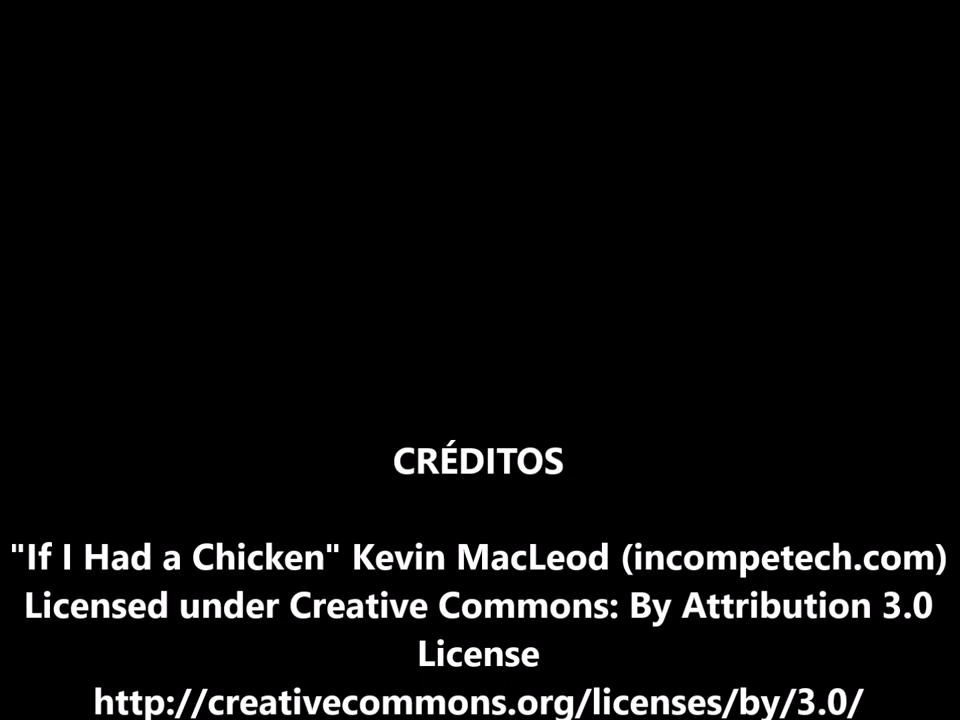 CRÉDITOS
"If I Had a Chicken" Kevin MacLeod (incompetech.com)
Licensed under Creative Commons: By Attribution 3.0
License
http://creativecommons.org/licenses/by/3.0/